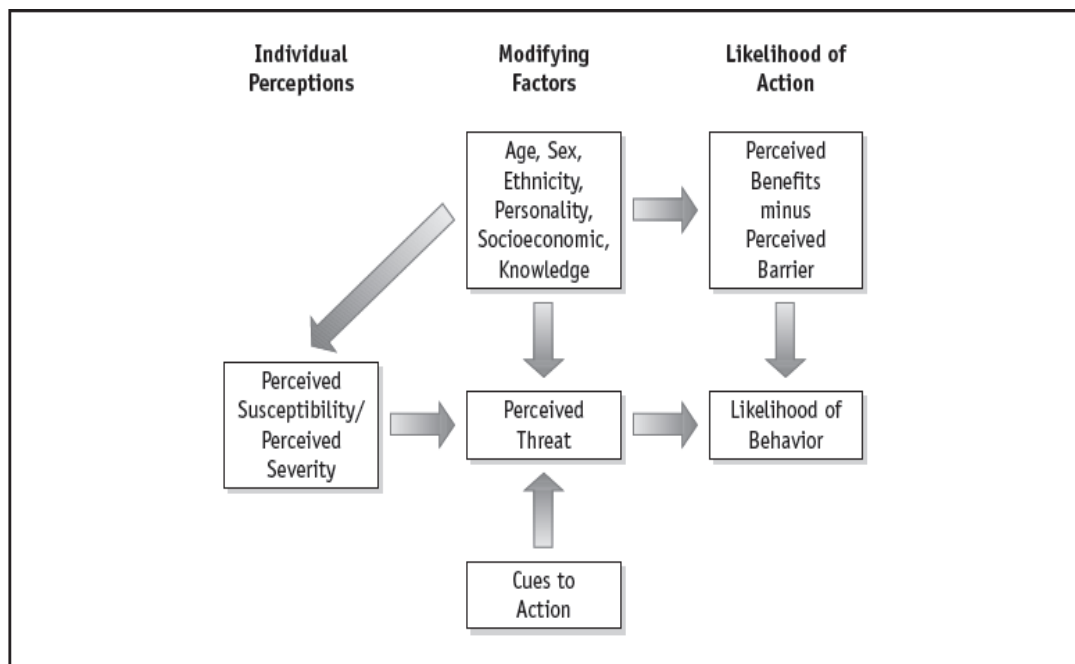 Individual
Perceptions
Modifying
Factors
Likelihood of
Action
Age, Sex,
Ethnicity,
Personality,
Socioeconomic,
Knowledge
Perceived
Benefits
minus
Perceived
Barrier
Perceived
Susceptibility/
Perceived
Severity
Perceived
Threat
Likelihood of
Behavior
Cues to
Action